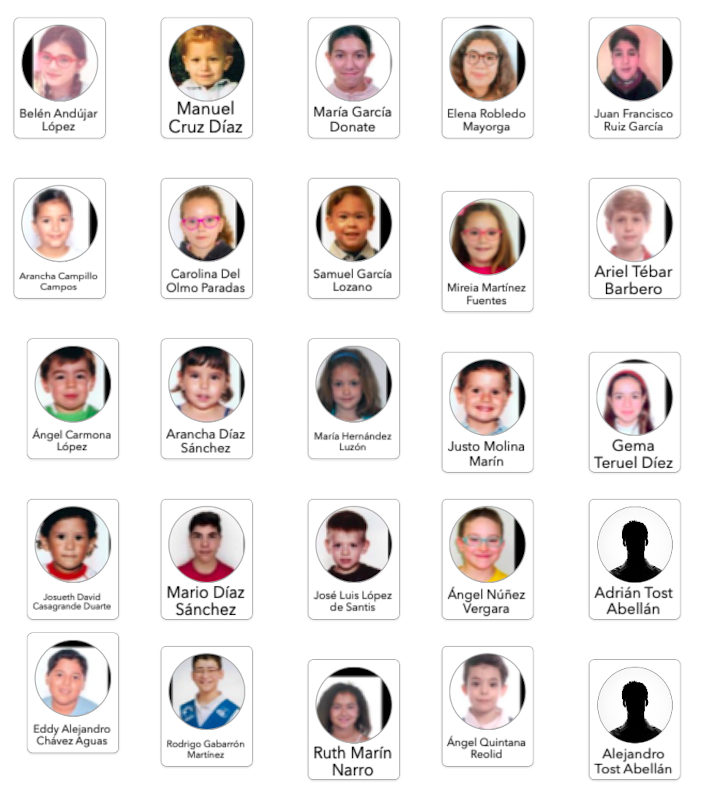 Belén Andújar
López
Manuel
Cruz Díaz
María García
Donate
Elena Robledo
Mayorga
Juan Francisco
Ruiz García
Arancha Campillo
Campos
Carolina Del
Olmo Paradas
Samuel García
Lozano
Mireia Martínez
Fuentes
Ariel Tébar
Barbero
Ángel Carmona
López
Arancha Díaz
Sánchez
María Hernández
Luzón
Justo Molina
Marín
Gema
Teruel Díez
Josueth David
Casagrande Duarte
Mario Díaz
Sánchez
José Luis López
de Santis
Ángel Núñez
Vergara
Adrián Tost
Abellán
Eddy Alejandro
Chávez Aguas
Rodrigo Gabarrón
Martínez
Ruth Marín
Narro
Ángel Quintana
Reolid
Alejandro
Tost Abellán